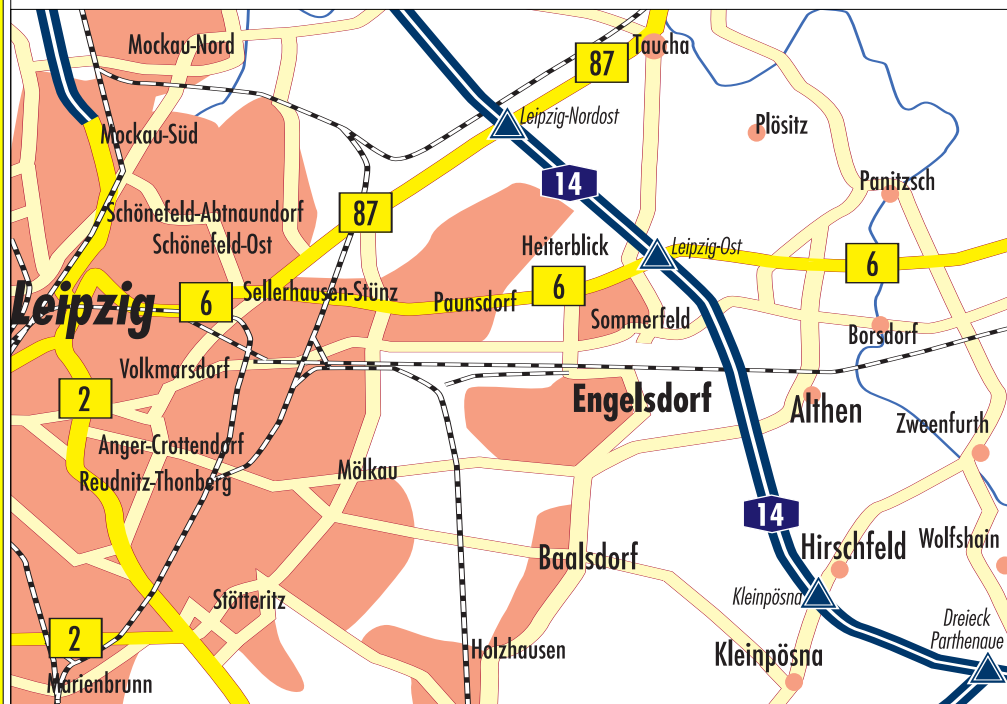 Mockau-Nord
Taucha
87
Leipzig-Nordost
Plösitz
Mockau-Süd
14
Panitzsch
87
Schönefeld-Abtnaundorf
Schönefeld-Ost
Heiterblick
Leipzig-Ost
6
6
Sellerhausen-Stünz
6
Leipzig
Paunsdorf
Sommerfeld
Borsdorf
Volkmarsdorf
2
Engelsdorf
Althen
Zweenfurth
Anger-Crottendorf
Mölkau
Reudnitz-Thonberg
14
Hirschfeld
Wolfshain
Baalsdorf
Kleinpösna
Stötteritz
Dreieck
Parthenaue
2
Holzhausen
Kleinpösna
Marienbrunn